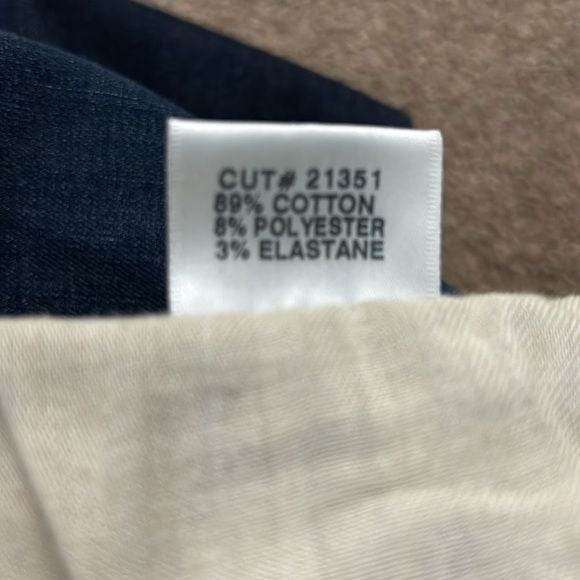 CUT# 21351
89% COTTON
8% POLYESTER
3% ELASTANE